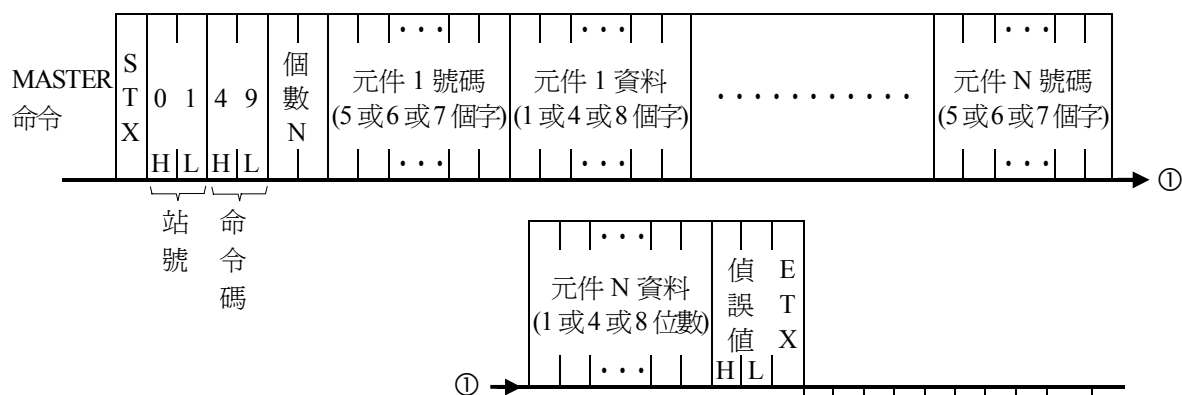 MASTER
命令
STX
0 1
H L
4 9
H L
個數N
• • •
元件 1 號碼
(5 或 6 或 7 個字)
• • •
• • •
元件 1 資料
(1 或 4 或 8 個字)
• • •
• • • • • • • • • • •
• • •
元件 N 號碼
(5 或 6 或 7 個字)
• • •
①
站號
命令碼
①
• • •
元件 N 資料
(1 或 4 或 8 位數)
• • •
偵誤值
H L
ETX